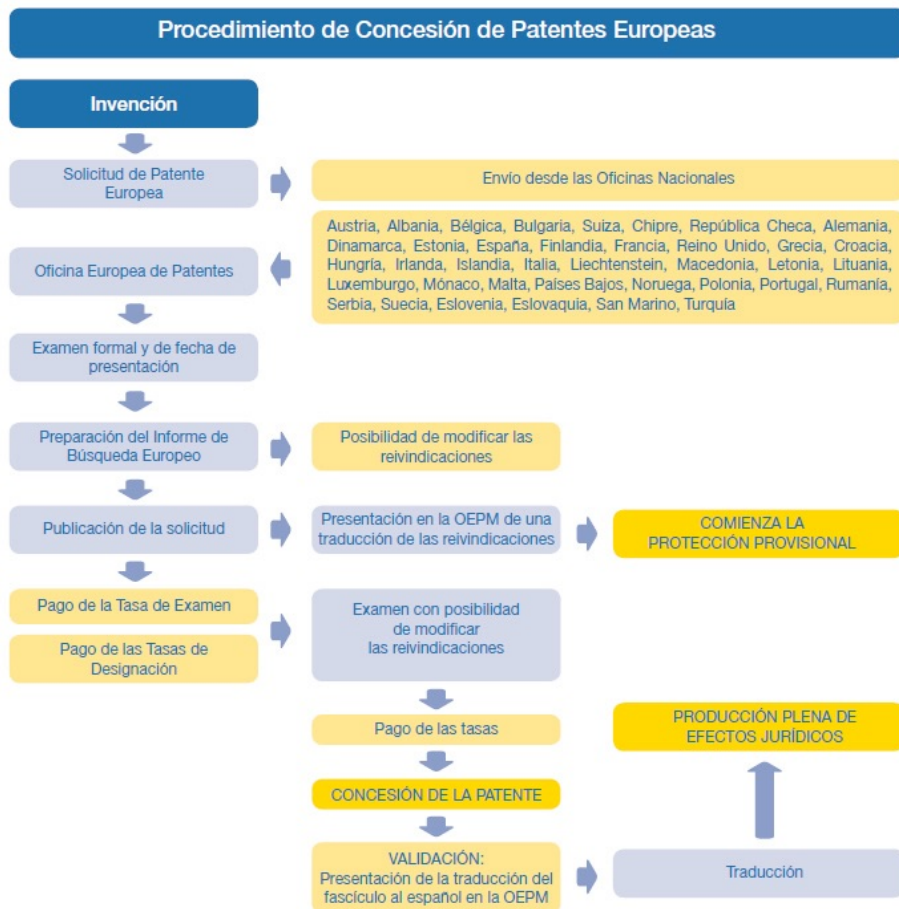 Procedimiento de Concesión de Patentes Europeas
Invención
Solicitud de Patente
Europea
Envío desde las Oficinas Nacionales
Austria, Albania, Bélgica, Bulgaria, Suiza, Chipre, República Checa, Alemania,
Dinamarca, Estonia, España, Finlandia, Francia, Reino Unido, Grecia, Croacia,
Hungría, Irlanda, Islandia, Italia, Liechtenstein, Macedonia, Letonia, Lituania,
Luxemburgo, Mónaco, Malta, Países Bajos, Noruega, Polonia, Portugal, Rumanía,
Serbia, Suecia, Eslovenia, Eslovaquia, San Marino, Turquía
Oficina Europea de Patentes
Examen formal y de fecha de
presentación
Preparación del Informe de
Búsqueda Europeo
Posibilidad de modificar las
reivindicaciones
Publicación de la solicitud
Presentación en la OEPM de una
traducción de las reivindicaciones
COMIENZA LA
PROTECCIÓN PROVISIONAL
Pago de la Tasa de Examen
Pago de las Tasas de
Designación
Examen con posibilidad
de modificar
las reivindicaciones
Pago de las tasas
CONCESIÓN DE LA PATENTE
VALIDACIÓN:
Presentación de la traducción del
fascículo al español en la OEPM
Traducción
PRODUCCIÓN PLENA DE
EFECTOS JURÍDICOS